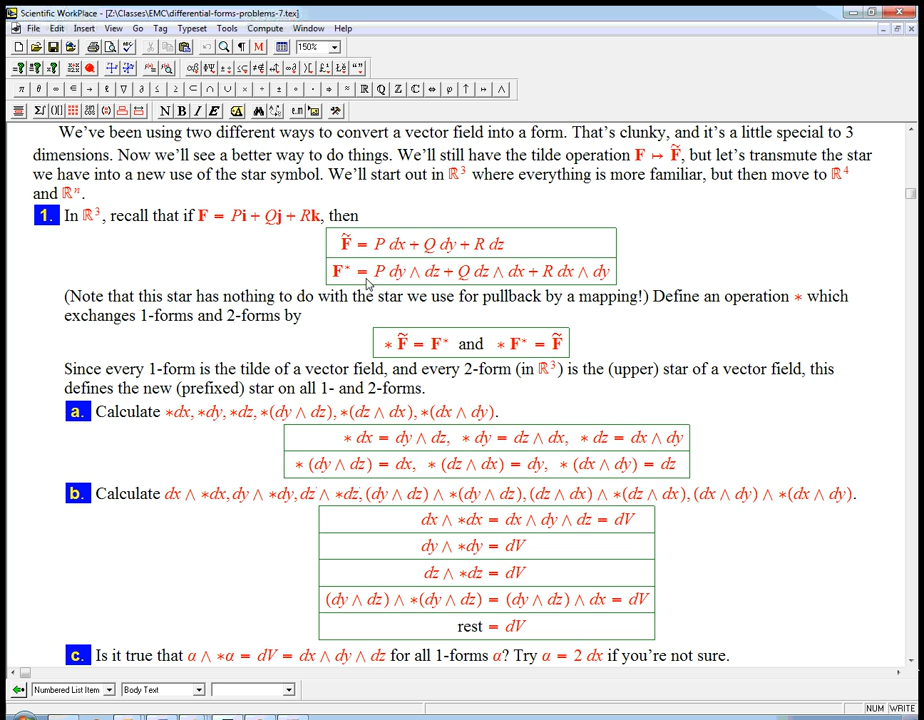 Scientific WorkPlace - [Z:\Classes\EMC\differential-forms-problems-7.tex]
File Edit Insert View Go Tag Typeset Tools Compute Window Help
150%
We've been using two different ways to convert a vector field into a form. That's clunky, and it's a little special to 3
dimensions. Now we'll see a better way to do things. We'll still have the tilde operation F ↦ F̃, but let's transmute the star
we have into a new use of the star symbol. We'll start out in ℝ³ where everything is more familiar, but then move to ℝ⁴
and ℝⁿ.
1. In ℝ³, recall that if F = Pi + Qj + Rk, then
F̃ = P dx + Q dy + R dz
F* = P dy ∧ dz + Q dz ∧ dx + R dx ∧ dy
(Note that this star has nothing to do with the star we use for pullback by a mapping!) Define an operation * which
exchanges 1-forms and 2-forms by
* F̃ = F* and * F* = F̃
Since every 1-form is the tilde of a vector field, and every 2-form (in ℝ³) is the (upper) star of a vector field, this
defines the new (prefixed) star on all 1- and 2-forms.
a. Calculate *dx, *dy, *dz, *(dy ∧ dz), *(dz ∧ dx), *(dx ∧ dy).
* dx = dy ∧ dz, * dy = dz ∧ dx, * dz = dx ∧ dy
* (dy ∧ dz) = dx, * (dz ∧ dx) = dy, * (dx ∧ dy) = dz
b. Calculate dx ∧ *dx, dy ∧ *dy, dz ∧ *dz, (dy ∧ dz) ∧ *(dy ∧ dz), (dz ∧ dx) ∧ *(dz ∧ dx), (dx ∧ dy) ∧ *(dx ∧ dy).
dx ∧ *dx = dx ∧ dy ∧ dz = dV
dy ∧ *dy = dV
dz ∧ *dz = dV
(dy ∧ dz) ∧ *(dy ∧ dz) = (dy ∧ dz) ∧ dx = dV
rest = dV
c. Is it true that α ∧ *α = dV = dx ∧ dy ∧ dz for all 1-forms α? Try α = 2 dx if you're not sure.
Numbered List Item Body Text
NUM WRITE